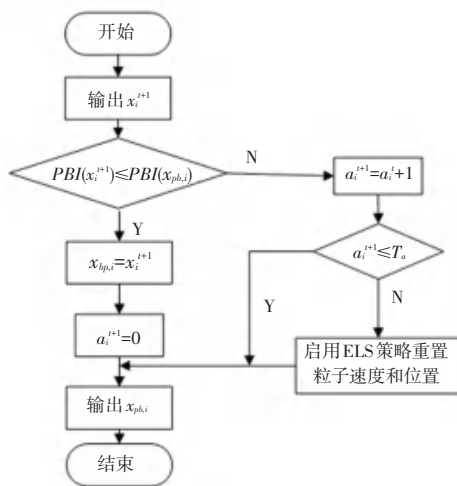 开始
输出 x_i^{t+1}
PBI(x_i^{t+1})≤PBI(x_{pb,i})
N
a_i^{t+1}=a_i^t+1
Y
a_i^{t+1}≤T_a
x_{bp,i}=x_i^{t+1}
Y
N
a_i^{t+1}=0
启用ELS策略重置
粒子速度和位置
输出 x_{pb,i}
结束